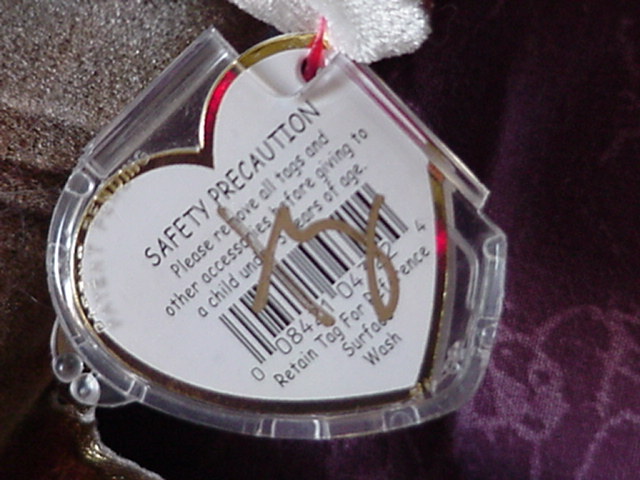 SAFETY PRECAUTION
Please remove all tags and
other accessories before giving to
a child under 3 years of age.
ty
Retain Tag For Reference
Surface
Wash